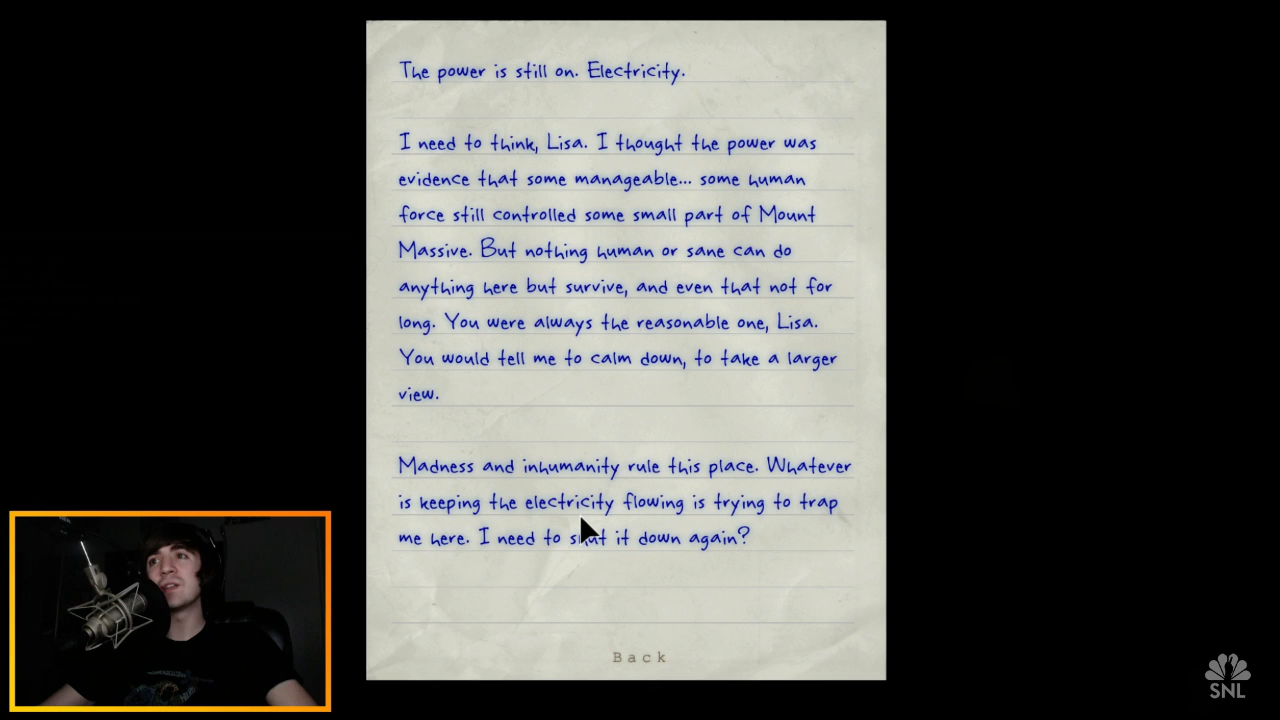 The power is still on. Electricity.
I need to think, Lisa. I thought the power was
evidence that some manageable... some human
force still controlled some small part of Mount
Massive. But nothing human or sane can do
anything here but survive, and even that not for
long. You were always the reasonable one, Lisa.
You would tell me to calm down, to take a larger
view.
Madness and inhumanity rule this place. Whatever
is keeping the electricity flowing is trying to trap
me here. I need to shut it down again?
Back
SNL